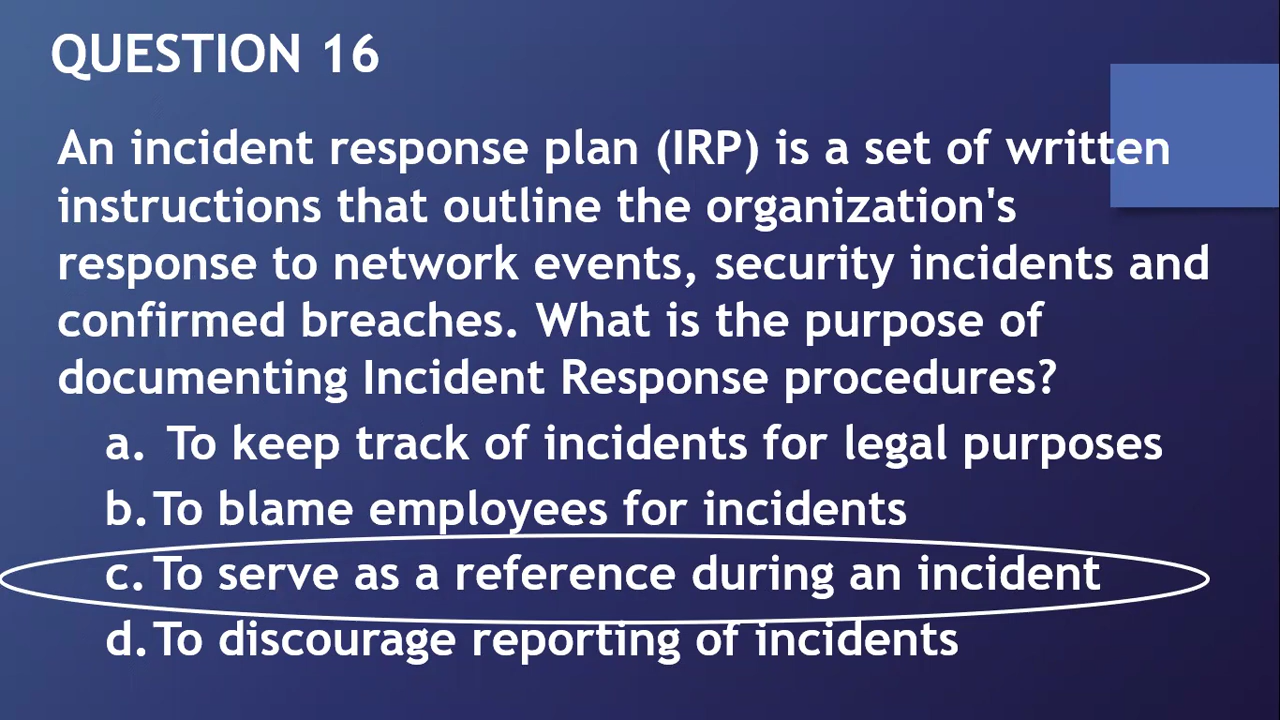 QUESTION 16
An incident response plan (IRP) is a set of written
instructions that outline the organization's
response to network events, security incidents and
confirmed breaches. What is the purpose of
documenting Incident Response procedures?
a. To keep track of incidents for legal purposes
b. To blame employees for incidents
c. To serve as a reference during an incident
d. To discourage reporting of incidents